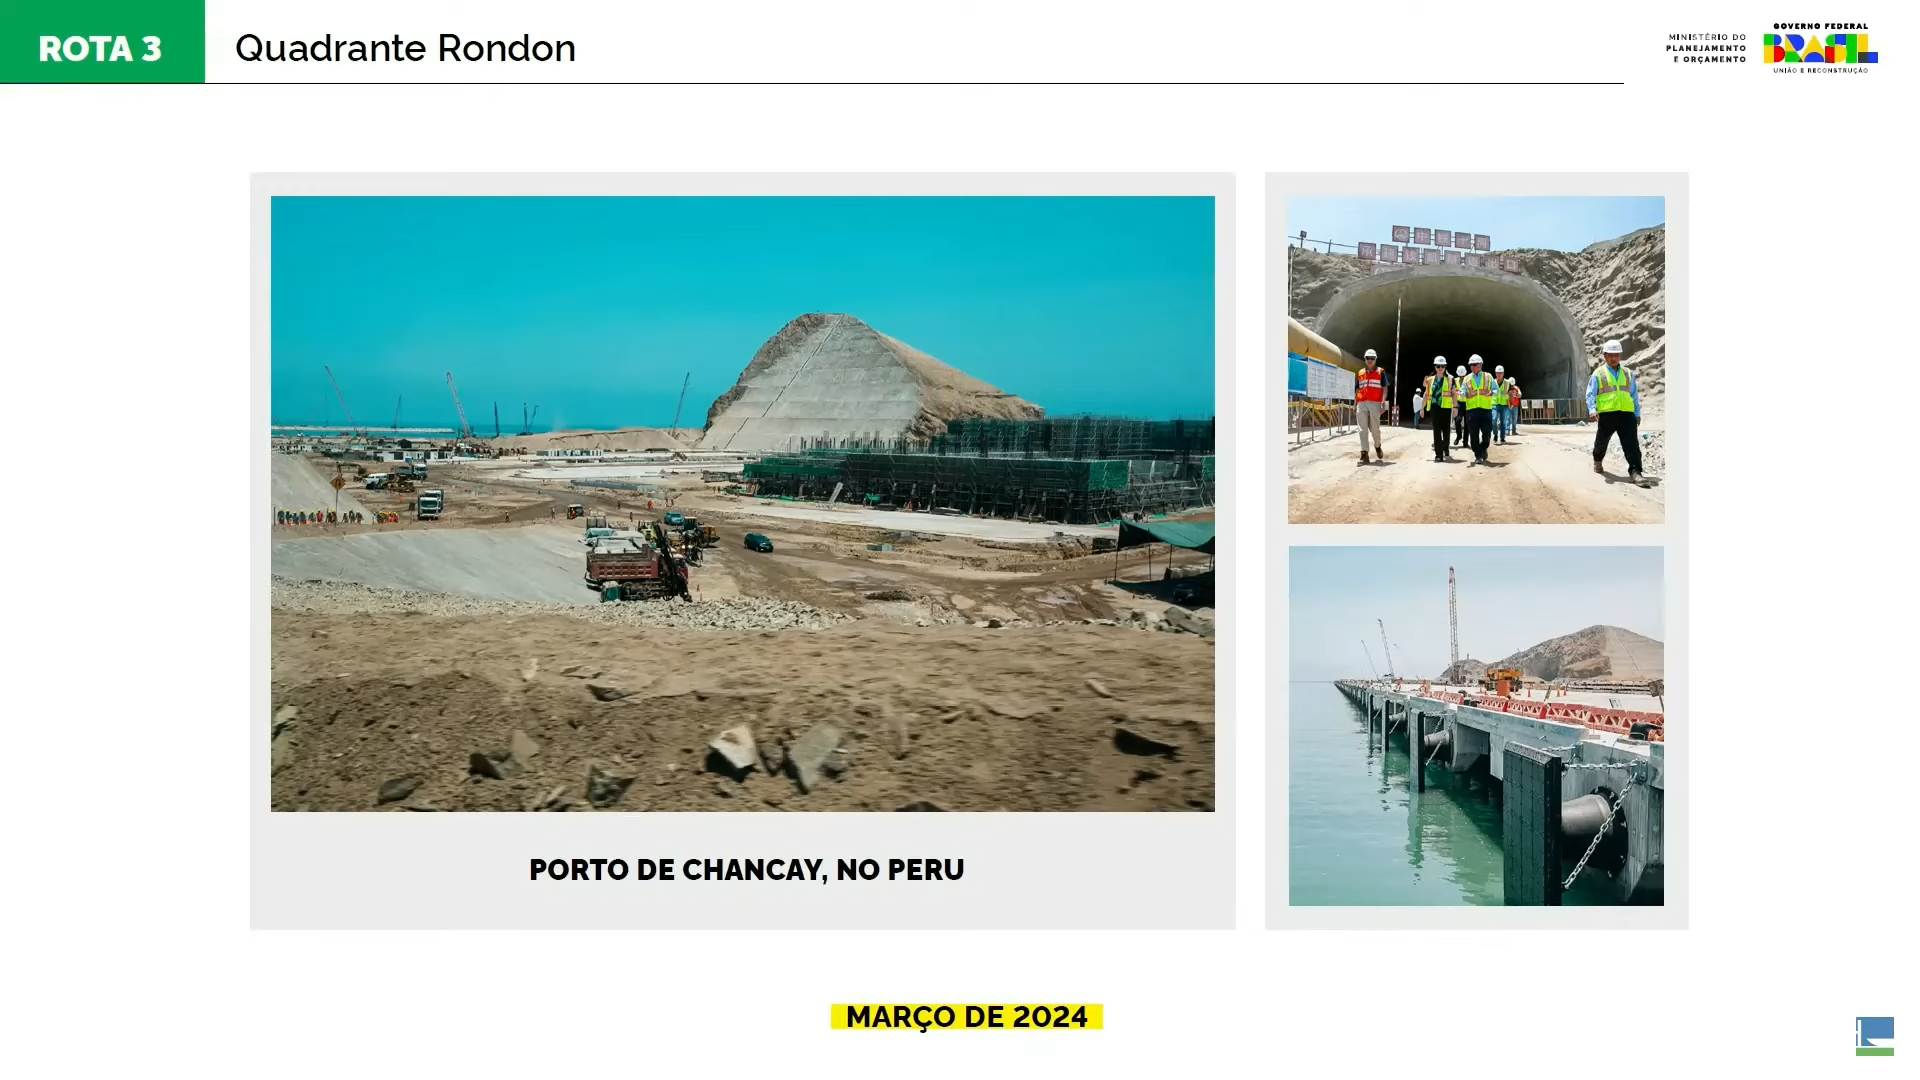 ROTA 3
Quadrante Rondon
MINISTÉRIO DO
PLANEJAMENTO
E ORÇAMENTO
GOVERNO FEDERAL
BRASIL
UNIÃO E RECONSTRUÇÃO
PORTO DE CHANCAY, NO PERU
MARÇO DE 2024